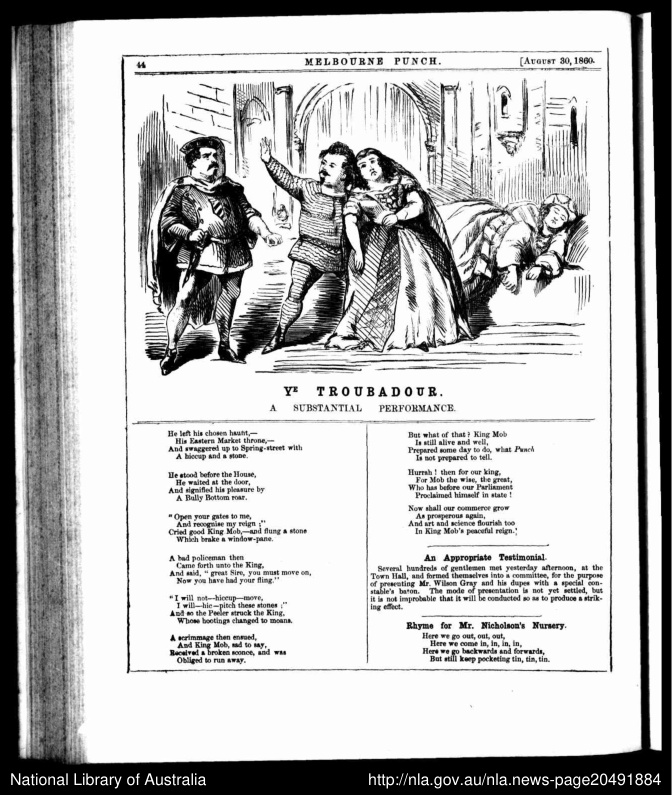 44
MELBOURNE PUNCH.
[AUGUST 30, 1860.
YE TROUBADOUR.
A SUBSTANTIAL PERFORMANCE.
He left his chosen haunt,—
His Eastern Market throne,—
And swaggered up to Spring-street with
A hiccup and a stone.
He stood before the House,
He waited at the door,
And signified his pleasure by
A Bully Bottom roar.
"Open your gates to me,
And recognise my reign;"
Cried good King Mob,—and flung a stone
Which brake a window-pane.
A bad policeman then
Came forth unto the King,
And said, "great Sire, you must move on,
Now you have had your fling."
"I will not—hiccup—move,
I will—hic—pitch these stones;"
And so the Peeler struck the King,
Whose hootings changed to moans.
A scrimmage then ensued,
And King Mob, sad to say,
Received a broken sconce, and was
Obliged to run away.
But what of that? King Mob
Is still alive and well,
Prepared some day to do, what Punch
Is not prepared to tell.
Hurrah! then for our king,
For Mob the wise, the great,
Who has before our Parliament
Proclaimed himself in state!
Now shall our commerce grow
As prosperous again,
And art and science flourish too
In King Mob's peaceful reign.
An Appropriate Testimonial.
Several hundreds of gentlemen met yesterday afternoon, at the
Town Hall, and formed themselves into a committee, for the purpose
of presenting Mr. Wilson Gray and his dupes with a special con-
stable's baton. The mode of presentation is not yet settled, but
it is not improbable that it will be conducted so as to produce a strik-
ing effect.
Rhyme for Mr. Nicholson's Nursery.
Here we go out, out, out,
Here we come in, in, in, in,
Here we go backwards and forwards,
But still keep pocketing tin, tin, tin.
National Library of Australia
http://nla.gov.au/nla.news-page20491884